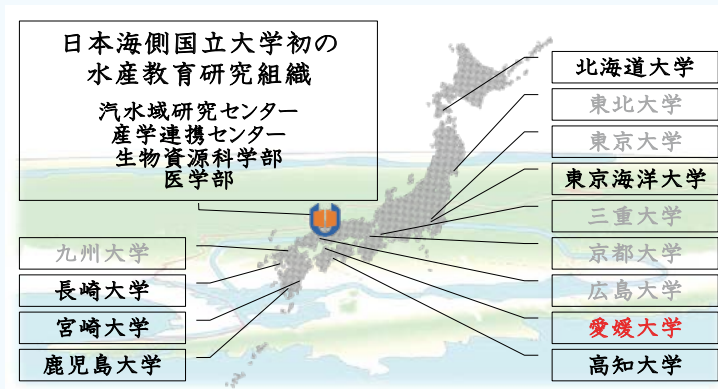 日本海側国立大学初の
水産教育研究組織
汽水域研究センター
産学連携センター
生物資源科学部
医学部
北海道大学
東北大学
東京大学
東京海洋大学
三重大学
京都大学
広島大学
愛媛大学
高知大学
九州大学
長崎大学
宮崎大学
鹿児島大学